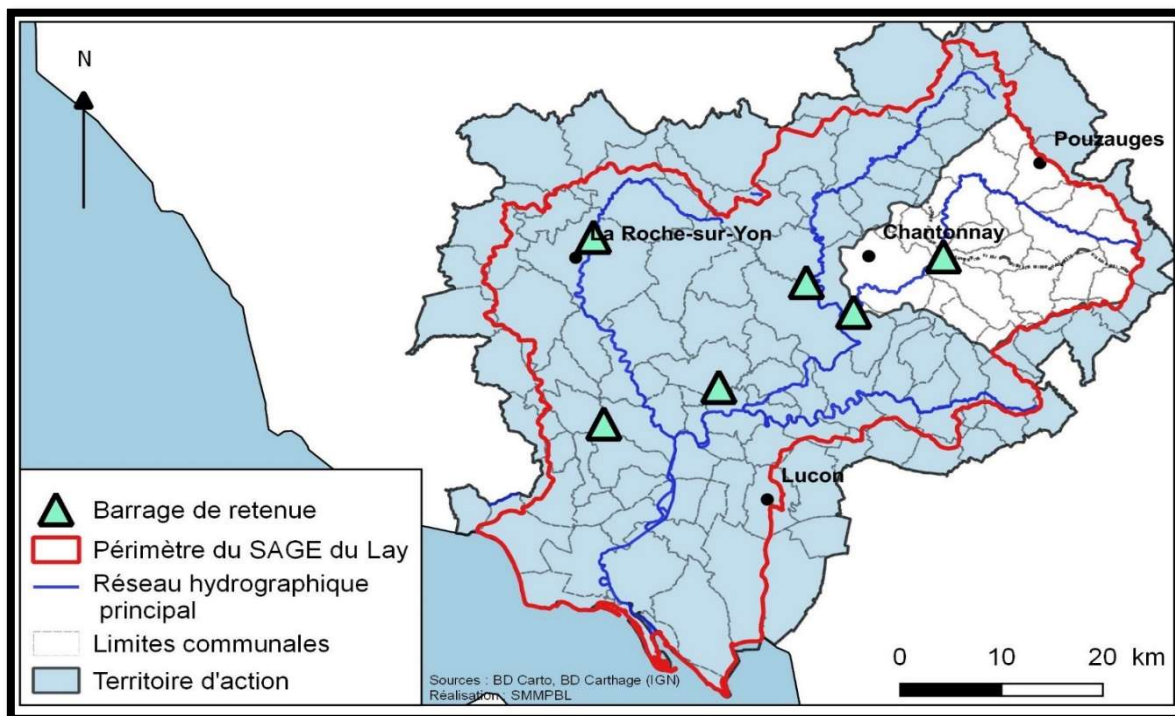 N
Pouzauges
La Roche-sur-Yon
Chantonnay
Lucon
Barrage de retenue
Périmètre du SAGE du Lay
Réseau hydrographique
principal
Limites communales
Territoire d'action
Sources : BD Carto, BD Carthage (IGN)
Réalisation : SMMPBL
0 10 20 km